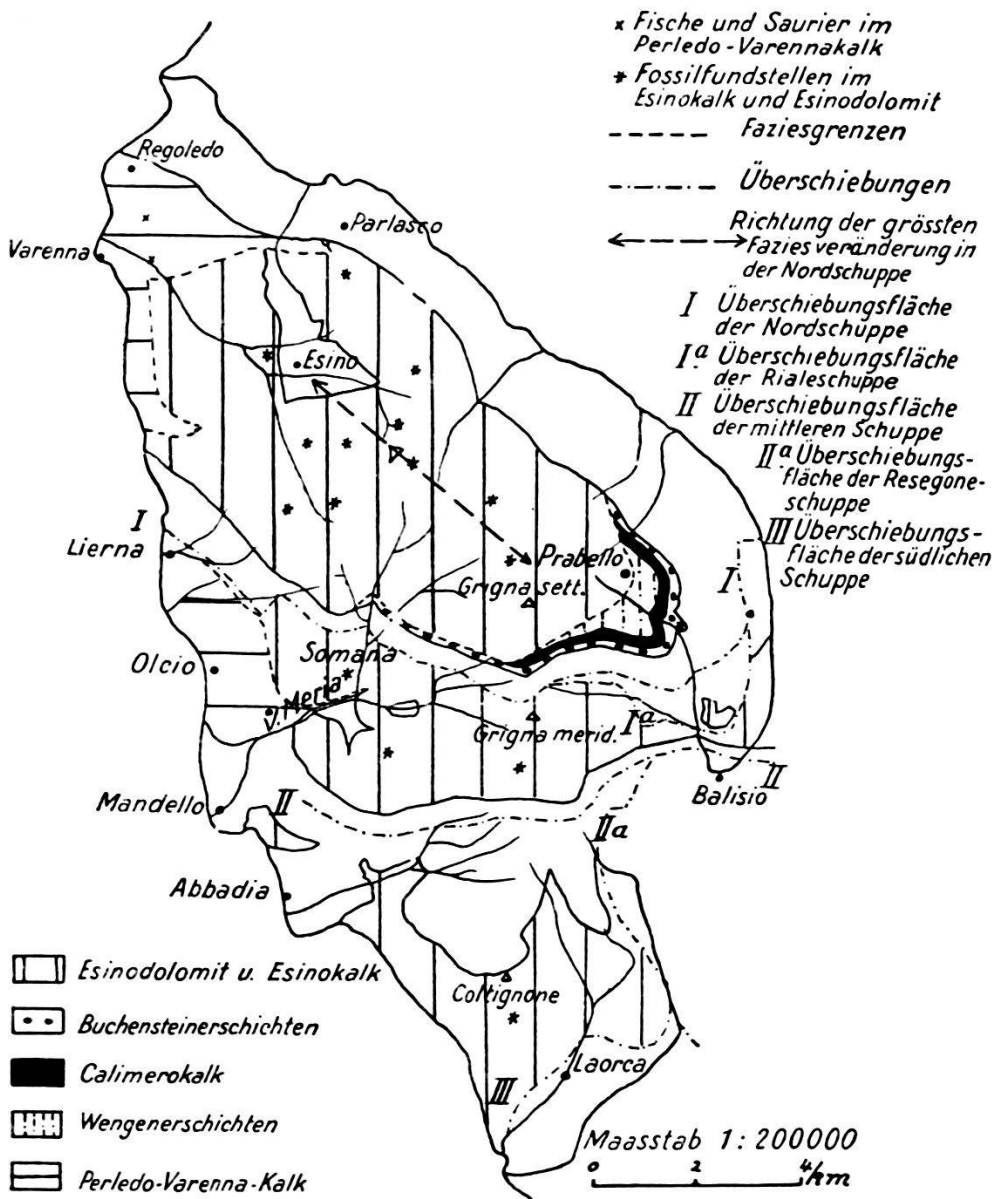 × Fische und Saurier im
Perledo-Varennakalk
* Fossilfundstellen im
Esinokalk und Esinodolomit
Faziesgrenzen
Überschiebungen
Richtung der grössten
Faziesveränderung in
der Nordschuppe
I Überschiebungsfläche
der Nordschuppe
Ia Überschiebungsfläche
der Rialeschuppe
II Überschiebungsfläche
der mittleren Schuppe
IIa Überschiebungs-
fläche der Resegone-
schuppe
III Überschiebungs-
fläche der südlichen
Schuppe
Regoledo
Parlasco
Varenna
Esino
I
Lierna
Prabello
Grigna sett.
I
Somana
Olcio
Meria
Ia
Grigna merid.
II
Balisio
Mandello
II
IIa
Abbadia
Coltignone
Laorca
III
Esinodolomit u. Esinokalk
Buchensteinerschichten
Calimerokalk
Wengenerschichten
Perledo-Varenna-Kalk
Maasstab 1:200000
0 2 4 km